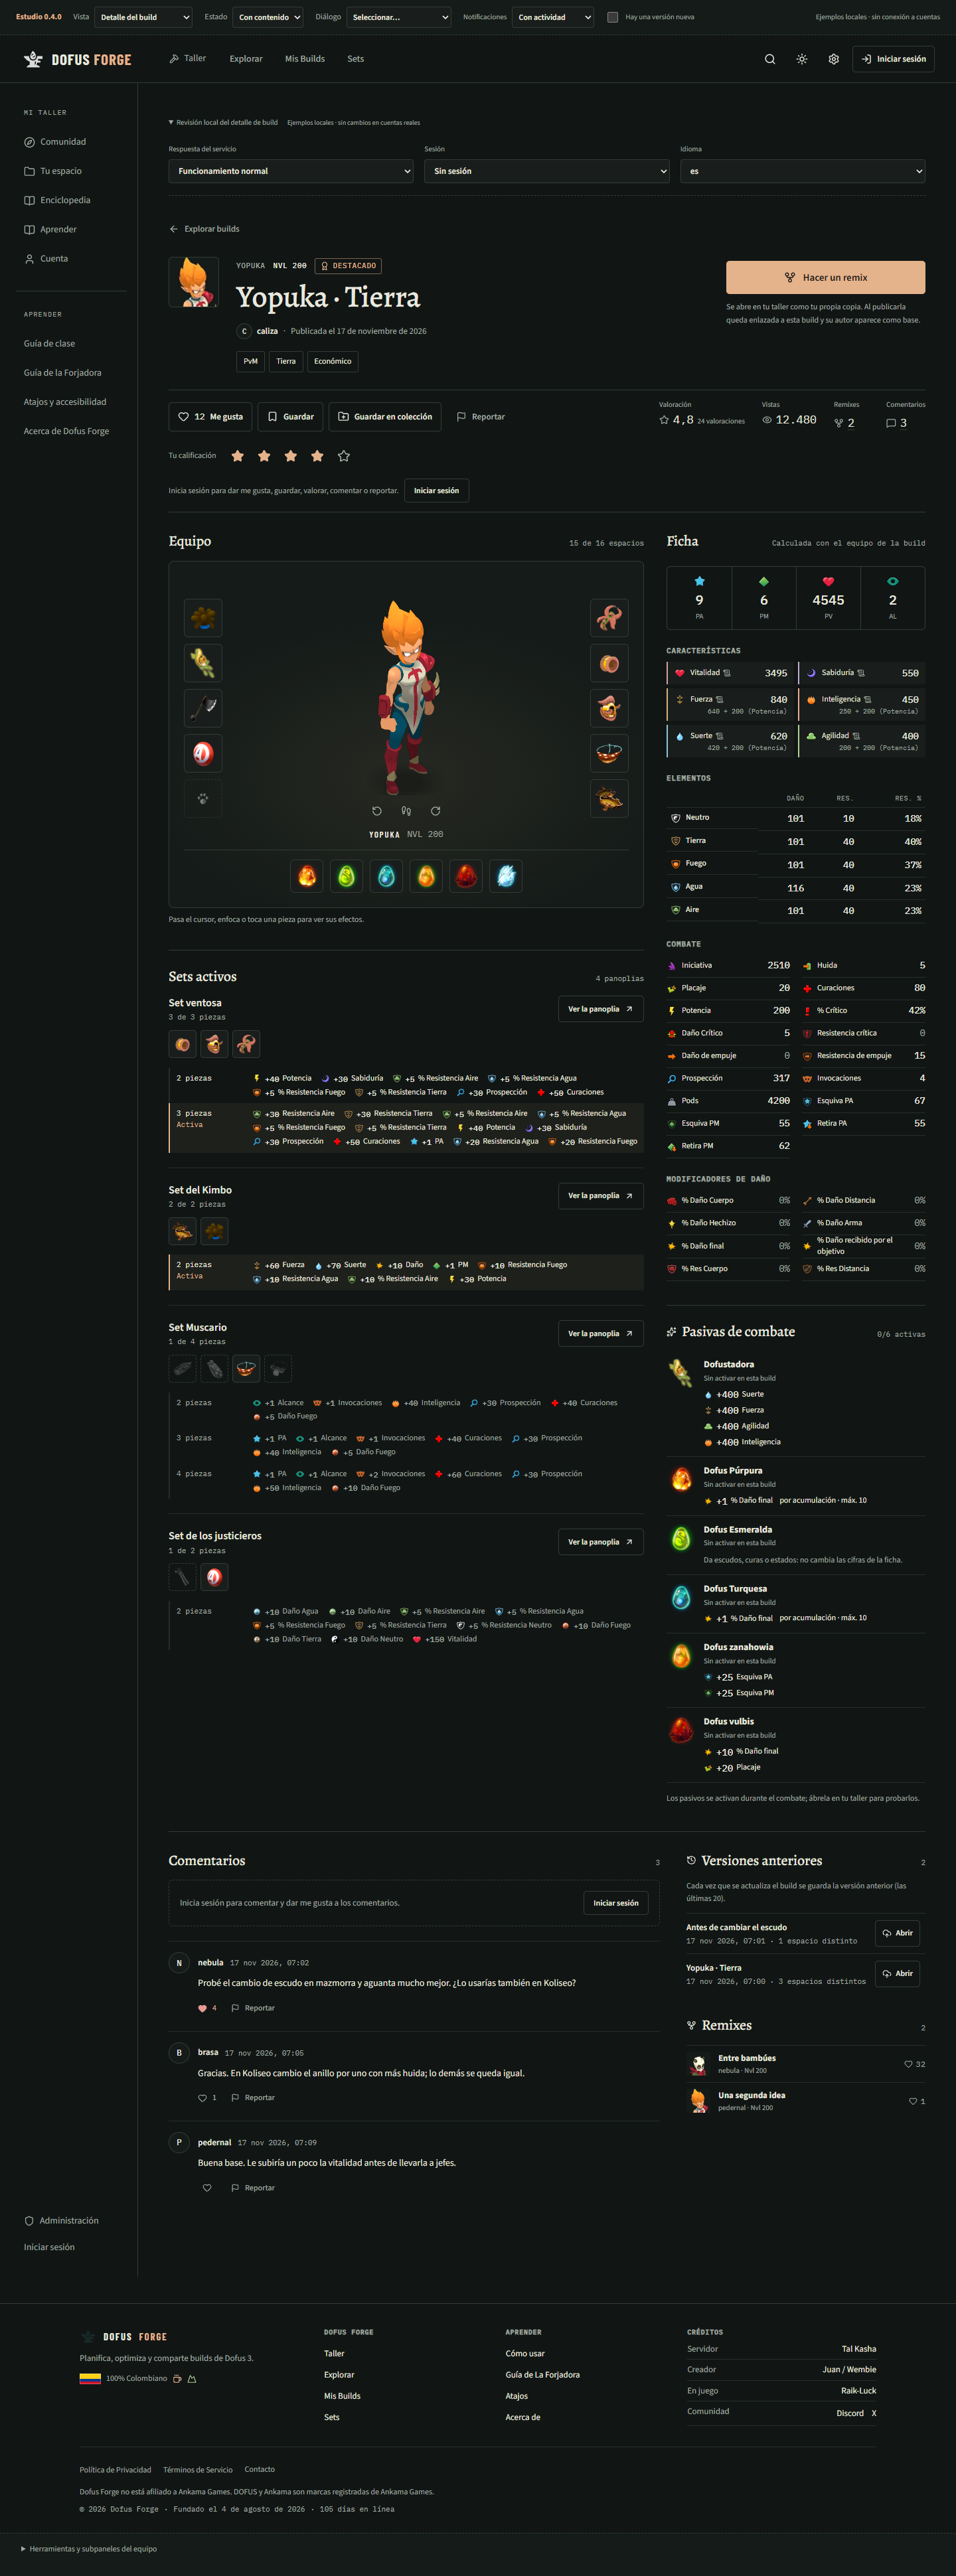 Estudio 0.4.0 Vista Detalle del build Estado Con contenido Diálogo Seleccionar... Notificaciones Con actividad Hay una versión nueva Ejemplos locales · sin conexión a cuentas
DOFUS FORGE Taller Explorar Mis Builds Sets Iniciar sesión
MI TALLER
Comunidad
Tu espacio
Enciclopedia
Aprender
Cuenta
APRENDER
Guía de clase
Guía de la Forjadora
Atajos y accesibilidad
Acerca de Dofus Forge
Administración
Iniciar sesión
▼ Revisión local del detalle de build Ejemplos locales · sin cambios en cuentas reales
Respuesta del servicio Sesión Idioma
Funcionamiento normal Sin sesión es
← Explorar builds
YOPUKA NVL 200 DESTACADO
Yopuka · Tierra
C caliza · Publicada el 17 de noviembre de 2026
PvM Tierra Económico
Hacer un remix
Se abre en tu taller como tu propia copia. Al publicarla
queda enlazada a esta build y su autor aparece como base.
12 Me gusta Guardar Guardar en colección Reportar
Valoración Vistas Remixes Comentarios
4,8 24 valoraciones 12.480 2 3
Tu calificación
Inicia sesión para dar me gusta, guardar, valorar, comentar o reportar. Iniciar sesión
Equipo 15 de 16 espacios
YOPUKA NVL 200
Pasa el cursor, enfoca o toca una pieza para ver sus efectos.
Sets activos 4 panoplias
Set ventosa Ver la panoplia
3 de 3 piezas
2 piezas +40 Potencia +30 Sabiduría +5 % Resistencia Aire +5 % Resistencia Agua
+5 % Resistencia Fuego +5 % Resistencia Tierra +30 Prospección +50 Curaciones
3 piezas +30 Resistencia Aire +30 Resistencia Tierra +5 % Resistencia Aire +5 % Resistencia Agua
Activa +5 % Resistencia Fuego +5 % Resistencia Tierra +40 Potencia +30 Sabiduría
+30 Prospección +50 Curaciones +1 PA +20 Resistencia Agua +20 Resistencia Fuego
Set del Kimbo Ver la panoplia
2 de 2 piezas
2 piezas +60 Fuerza +70 Suerte +10 Daño +1 PM +10 Resistencia Fuego
Activa +10 Resistencia Agua +10 % Resistencia Aire +30 Potencia
Set Muscario Ver la panoplia
1 de 4 piezas
2 piezas +1 Alcance +1 Invocaciones +40 Inteligencia +30 Prospección +40 Curaciones
+5 Daño Fuego
3 piezas +1 PA +1 Alcance +1 Invocaciones +40 Curaciones +30 Prospección
+40 Inteligencia +5 Daño Fuego
4 piezas +1 PA +1 Alcance +2 Invocaciones +60 Curaciones +30 Prospección
+50 Inteligencia +10 Daño Fuego
Set de los justicieros Ver la panoplia
1 de 2 piezas
2 piezas +10 Daño Agua +10 Daño Aire +5 % Resistencia Aire +5 % Resistencia Agua
+5 % Resistencia Fuego +5 % Resistencia Tierra +5 % Resistencia Neutro +10 Daño Fuego
+10 Daño Tierra +10 Daño Neutro +150 Vitalidad
Ficha Calculada con el equipo de la build
9 6 4545 2
PA PM PV AL
CARACTERÍSTICAS
Vitalidad 3495 Sabiduría 550
Fuerza 840 Inteligencia 450
640 + 200 (Potencia) 250 + 200 (Potencia)
Suerte 620 Agilidad 400
420 + 200 (Potencia) 200 + 200 (Potencia)
ELEMENTOS
DAÑO RES. RES. %
Neutro 101 10 18%
Tierra 101 40 40%
Fuego 101 40 37%
Agua 116 40 23%
Aire 101 40 23%
COMBATE
Iniciativa 2510 Huida 5
Placaje 20 Curaciones 80
Potencia 200 % Crítico 42%
Daño Crítico 5 Resistencia crítica 0
Daño de empuje 0 Resistencia de empuje 15
Prospección 317 Invocaciones 4
Pods 4200 Esquiva PA 67
Esquiva PM 55 Retira PA 55
Retira PM 62
MODIFICADORES DE DAÑO
% Daño Cuerpo 0% % Daño Distancia 0%
% Daño Hechizo 0% % Daño Arma 0%
% Daño final 0% % Daño recibido por el objetivo 0%
% Res Cuerpo 0% % Res Distancia 0%
Pasivas de combate 0/6 activas
Dofustadora
Sin activar en esta build
+400 Suerte
+400 Fuerza
+400 Agilidad
+400 Inteligencia
Dofus Púrpura
Sin activar en esta build
+1 % Daño final por acumulación · máx. 10
Dofus Esmeralda
Sin activar en esta build
Da escudos, curas o estados: no cambia las cifras de la ficha.
Dofus Turquesa
Sin activar en esta build
+1 % Daño final por acumulación · máx. 10
Dofus zanahowia
Sin activar en esta build
+25 Esquiva PA
+25 Esquiva PM
Dofus vulbis
Sin activar en esta build
+10 % Daño final
+20 Placaje
Los pasivos se activan durante el combate; ábrela en tu taller para probarlos.
Comentarios 3
Inicia sesión para comentar y dar me gusta a los comentarios. Iniciar sesión
N nebula 17 nov 2026, 07:02
Probé el cambio de escudo en mazmorra y aguanta mucho mejor. ¿Lo usarías también en Koliseo?
4 Reportar
B brasa 17 nov 2026, 07:05
Gracias. En Koliseo cambio el anillo por uno con más huida; lo demás se queda igual.
1 Reportar
P pedernal 17 nov 2026, 07:09
Buena base. Le subiría un poco la vitalidad antes de llevarla a jefes.
Reportar
Versiones anteriores 2
Cada vez que se actualiza el build se guarda la versión anterior (las
últimas 20).
Antes de cambiar el escudo Abrir
17 nov 2026, 07:01 · 1 espacio distinto
Yopuka · Tierra Abrir
17 nov 2026, 07:00 · 3 espacios distintos
Remixes 2
Entre bambúes 32
nebula · Nvl 200
Una segunda idea 1
pedernal · Nvl 200
DOFUS FORGE
Planifica, optimiza y comparte builds de Dofus 3.
100% Colombiano
DOFUS FORGE
Taller
Explorar
Mis Builds
Sets
APRENDER
Cómo usar
Guía de La Forjadora
Atajos
Acerca de
CRÉDITOS
Servidor Tal Kasha
Creador Juan / Wembie
En juego Raik-Luck
Comunidad Discord X
Política de Privacidad Términos de Servicio Contacto
Dofus Forge no está afiliado a Ankama Games. DOFUS y Ankama son marcas registradas de Ankama Games.
© 2026 Dofus Forge · Fundado el 4 de agosto de 2026 · 105 días en línea
▶ Herramientas y subpaneles del equipo